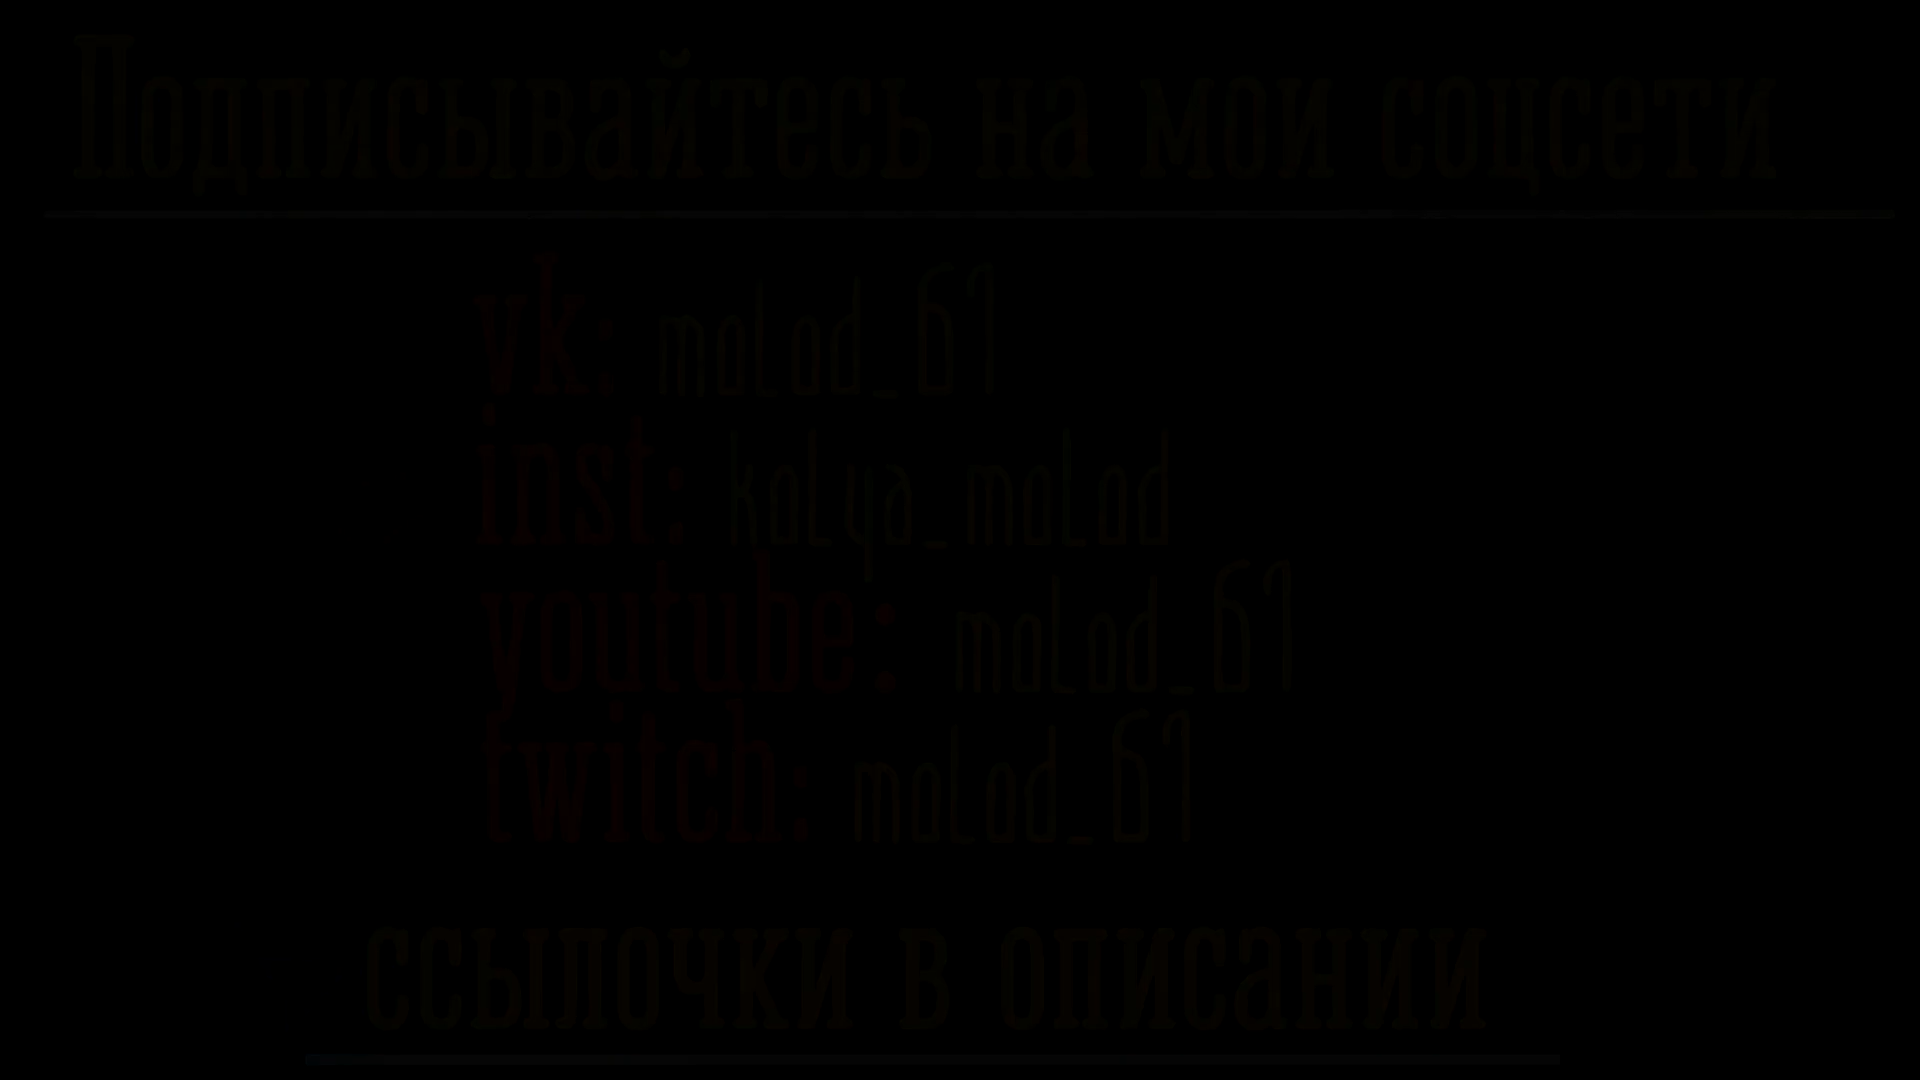 Подписывайтесь на мои соцсети
vk: molod_61
inst: kolya_molod
youtube: molod_61
twitch: molod_61
ссылочки в описании